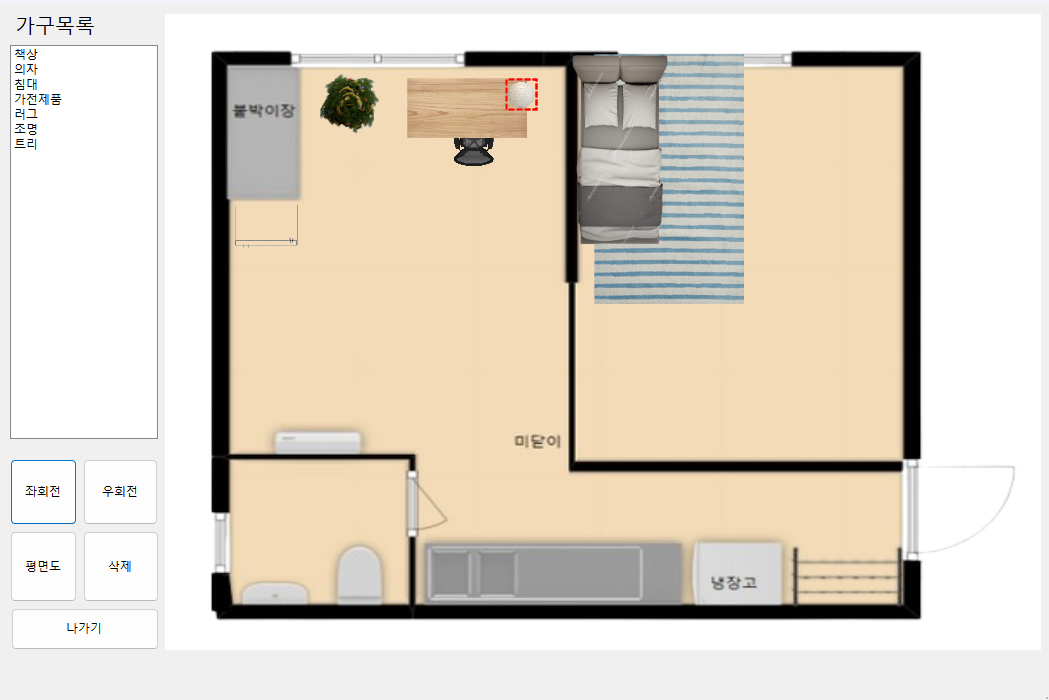 가구목록
책상
의자
침대
가전제품
러그
조명
트리
좌회전
우회전
평면도
삭제
나가기
붙박이장
미닫이
냉장고